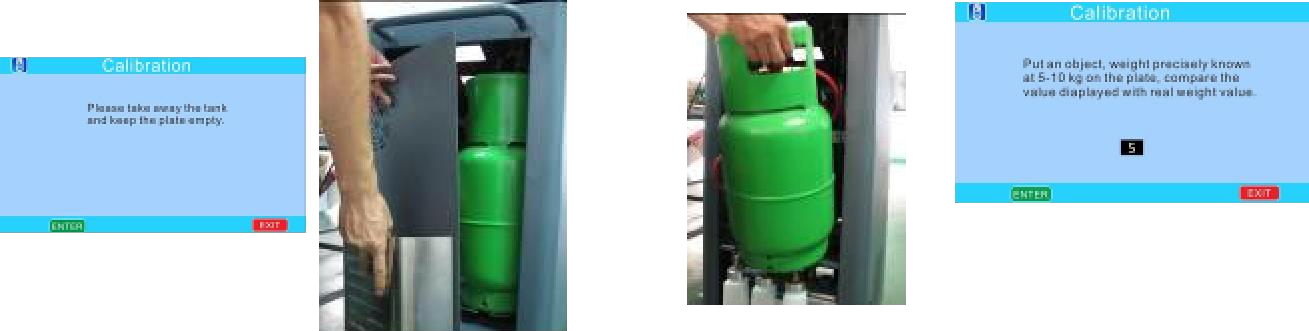 Calibration
Please take away the tank
and keep the plate empty.
ENTER
EXIT
Calibration
Put an object, weight precisely known
at 5-10 kg on the plate, compare the
value diaplayed with real weight value.
5
ENTER
EXIT